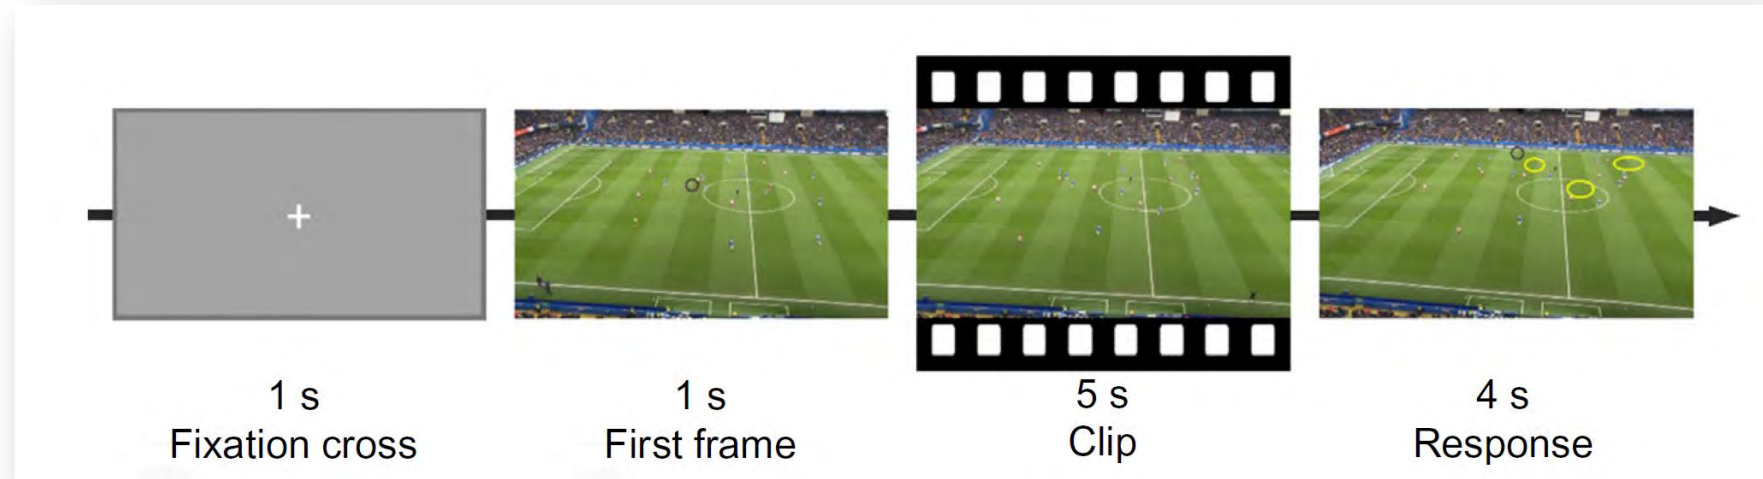 1 s
Fixation cross
1 s
First frame
5 s
Clip
4 s
Response